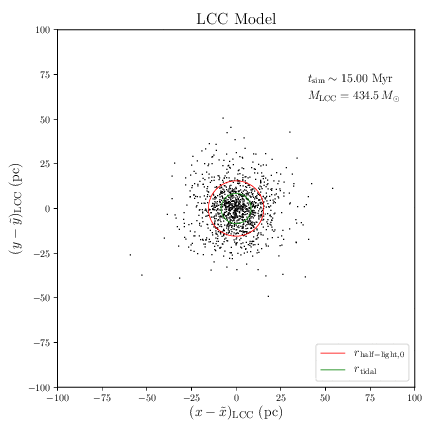 LCC Model
t_sim ~ 15.00 Myr
M_LCC = 434.5 M_⊙
100
75
50
25
0
−25
−50
−75
−100
(y − ỹ)_LCC (pc)
r_half−light,0
r_tidal
−100 −75 −50 −25 0 25 50 75 100
(x − x̃)_LCC (pc)